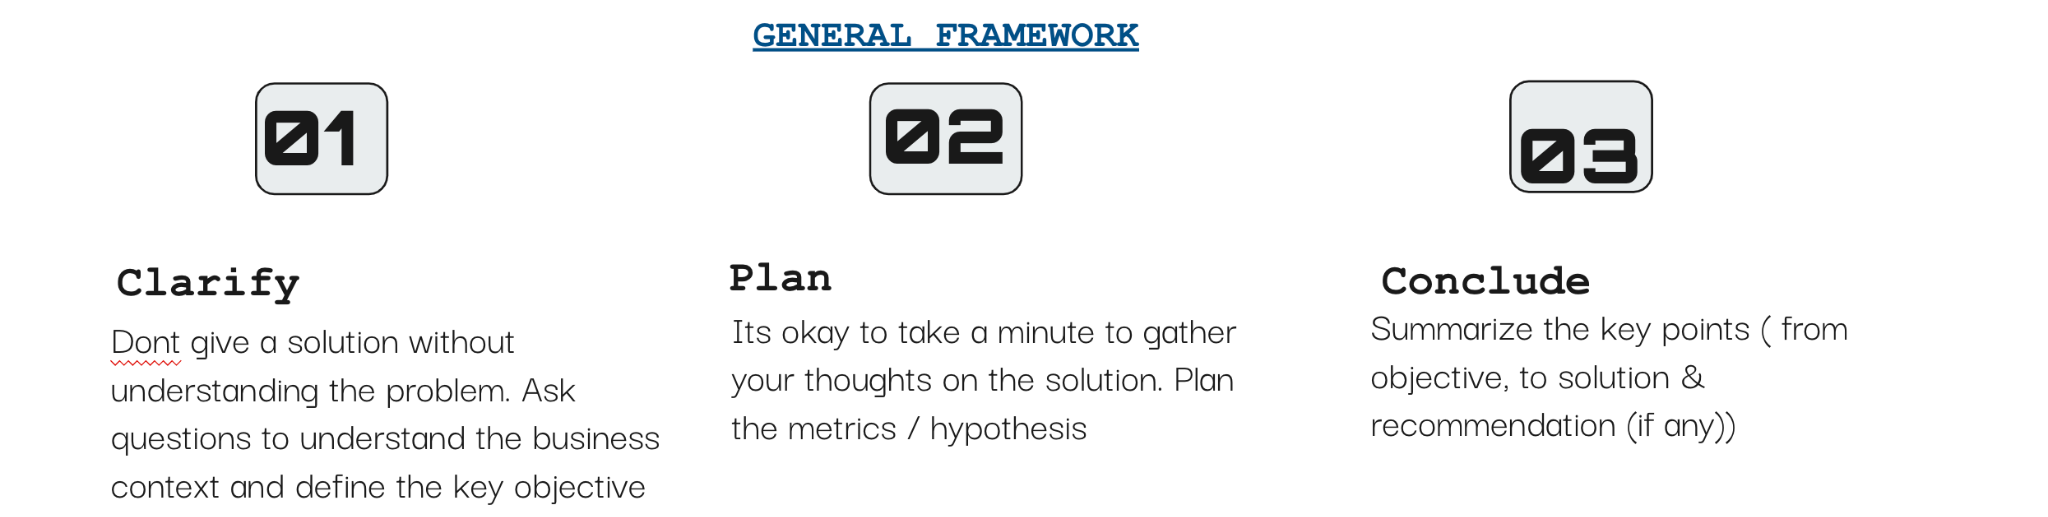 GENERAL FRAMEWORK
01
Clarify
Dont give a solution without
understanding the problem. Ask
questions to understand the business
context and define the key objective
02
Plan
Its okay to take a minute to gather
your thoughts on the solution. Plan
the metrics / hypothesis
03
Conclude
Summarize the key points ( from
objective, to solution &
recommendation (if any))